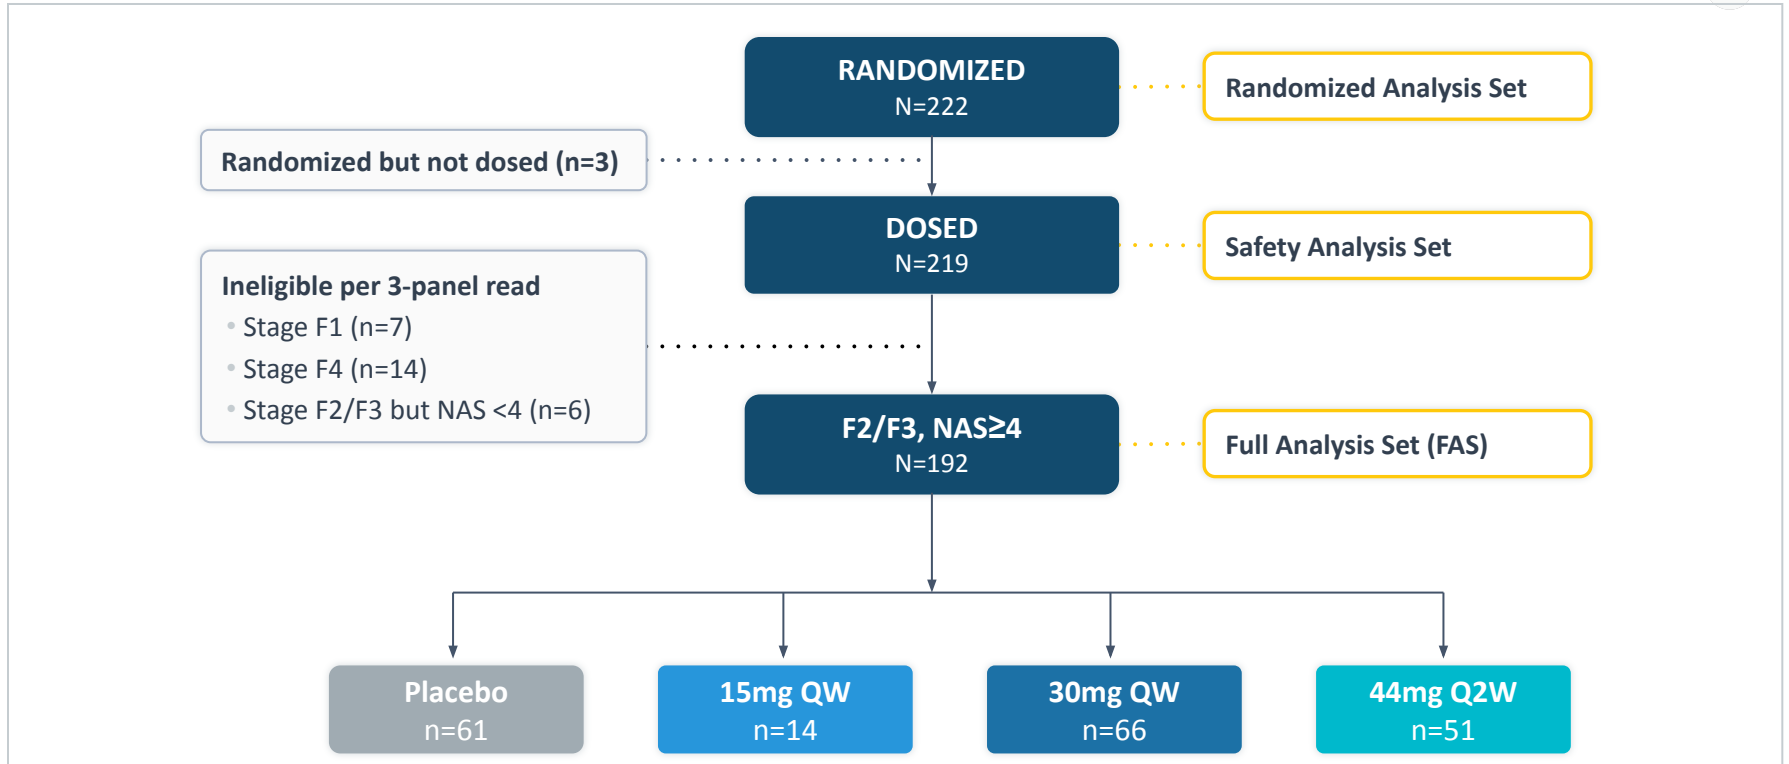 RANDOMIZED
N=222
Randomized Analysis Set
Randomized but not dosed (n=3)
DOSED
N=219
Safety Analysis Set
Ineligible per 3-panel read
• Stage F1 (n=7)
• Stage F4 (n=14)
• Stage F2/F3 but NAS <4 (n=6)
F2/F3, NAS≥4
N=192
Full Analysis Set (FAS)
Placebo
n=61
15mg QW
n=14
30mg QW
n=66
44mg Q2W
n=51